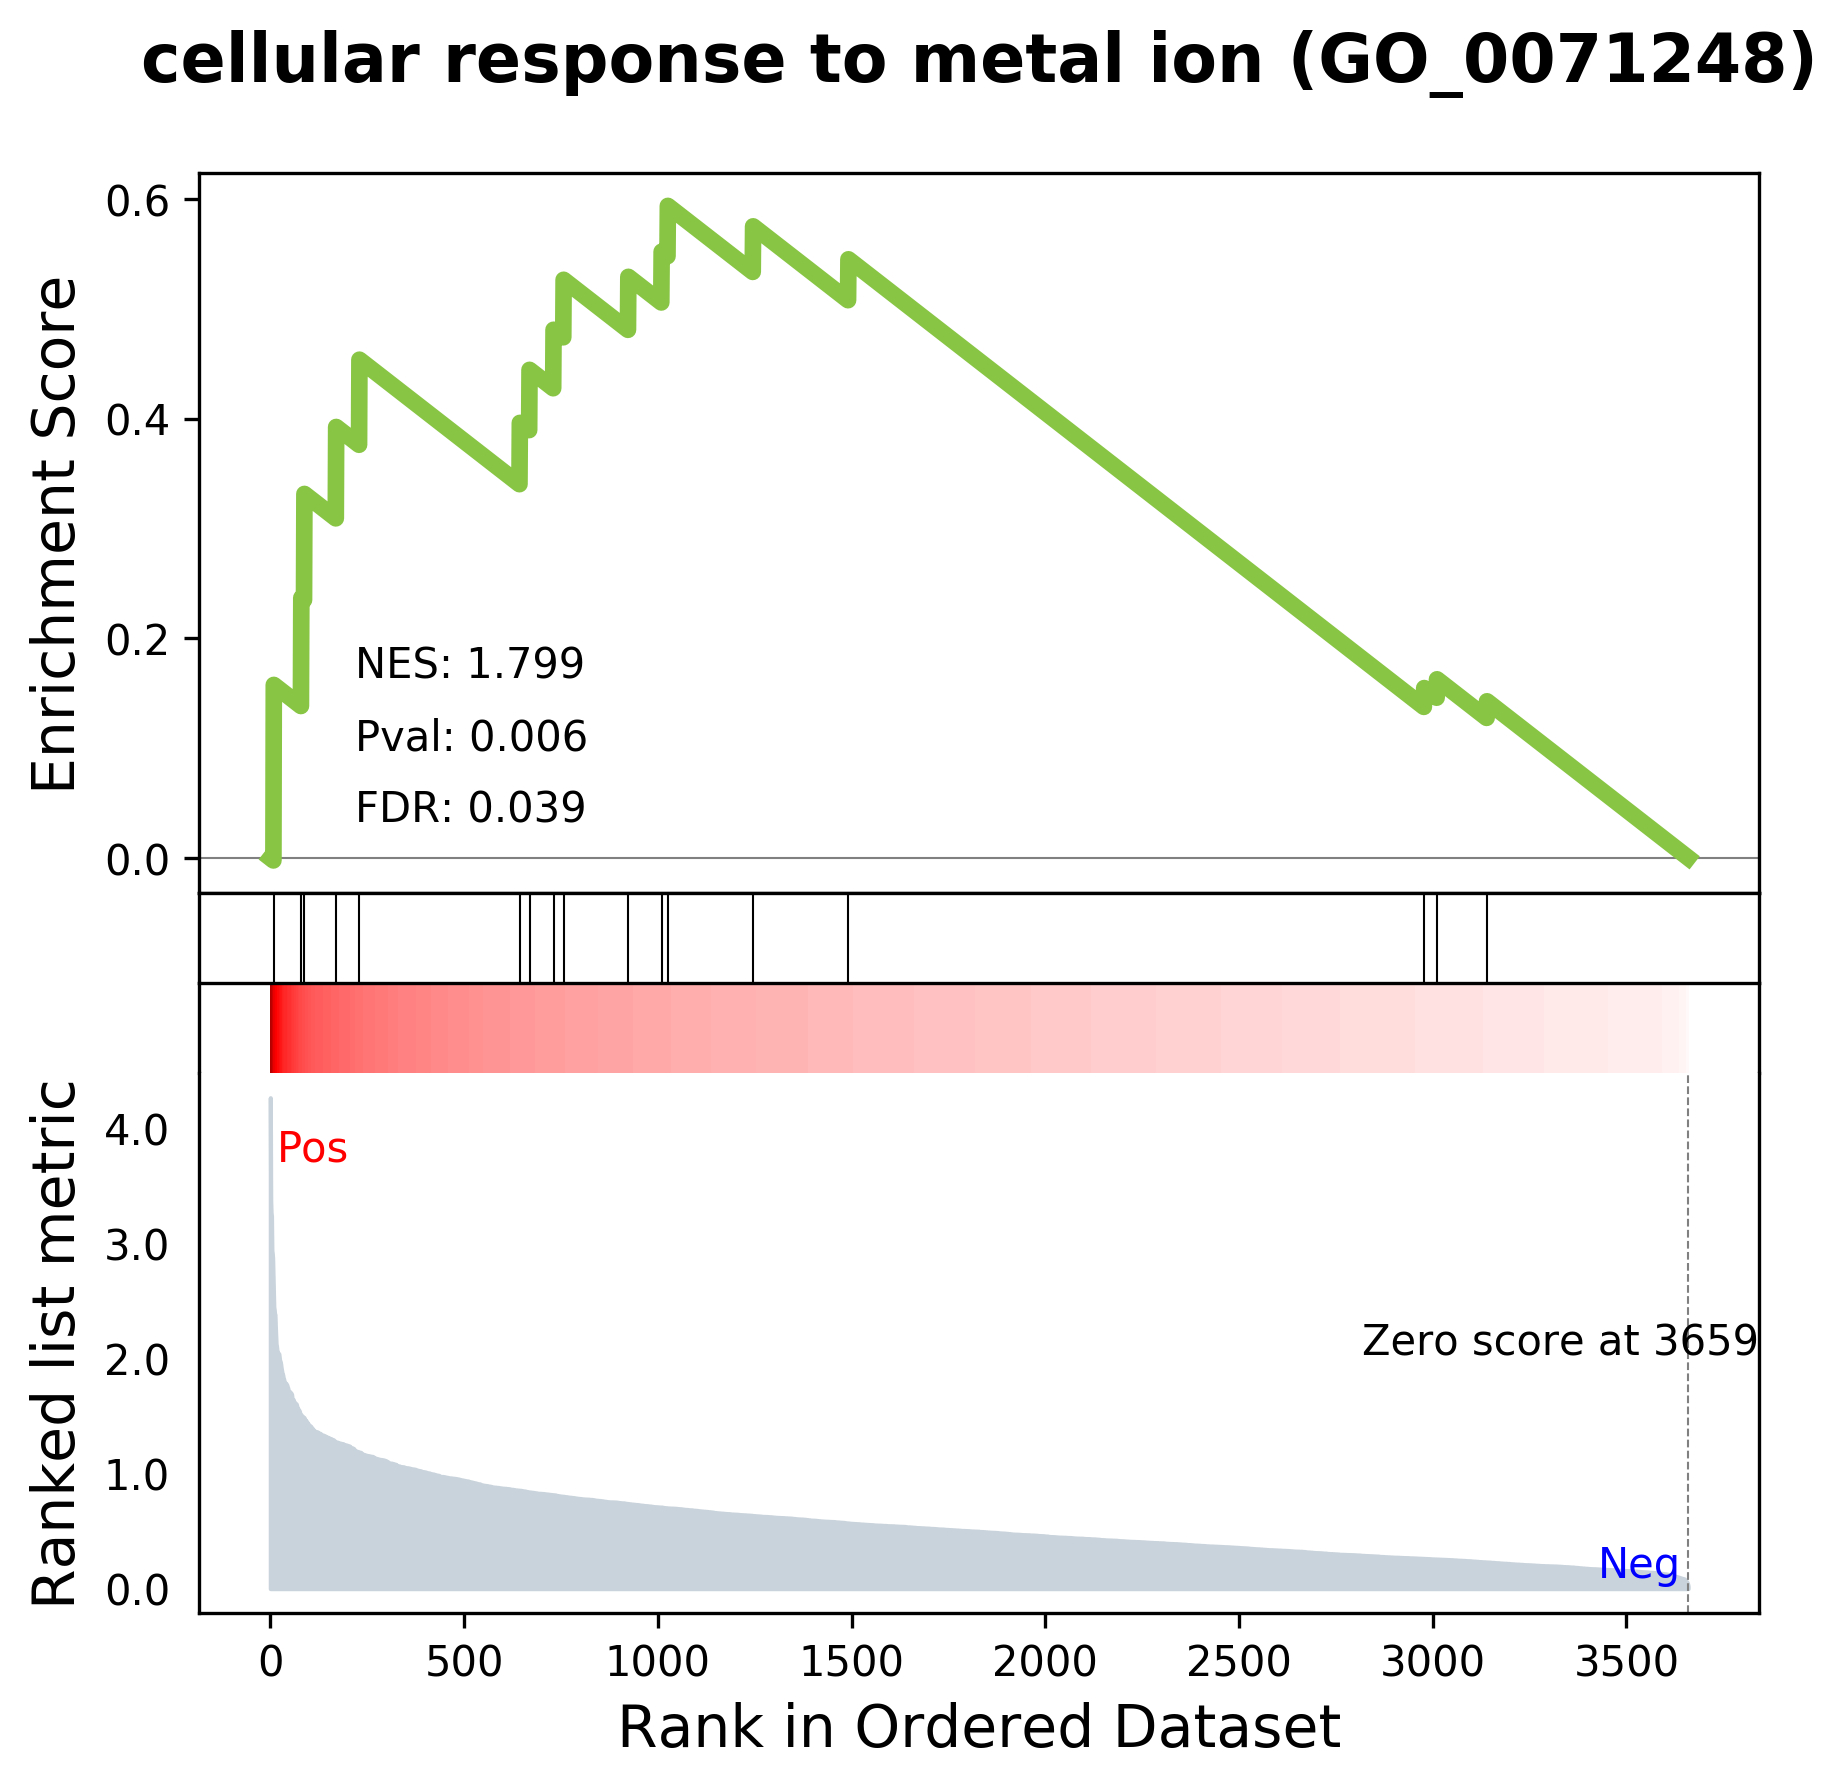 cellular response to metal ion (GO_0071248)
Enrichment Score
0.6
0.4
0.2
0.0
NES: 1.799
Pval: 0.006
FDR: 0.039
Ranked list metric
4.0
3.0
2.0
1.0
0.0
Pos
Zero score at 3659
Neg
0 500 1000 1500 2000 2500 3000 3500
Rank in Ordered Dataset